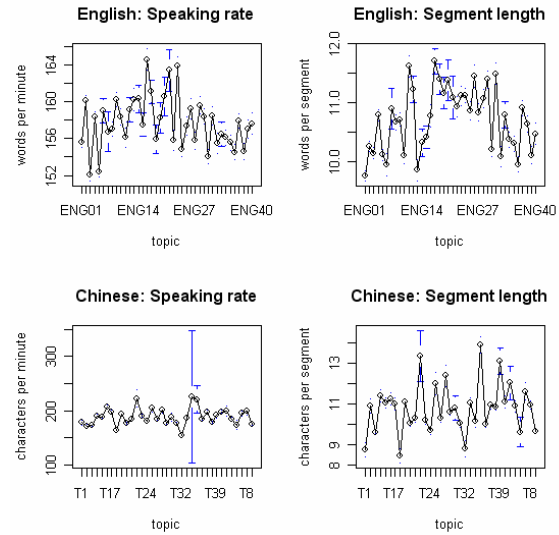 English: Speaking rate
words per minute
152 156 160 164
ENG01 ENG14 ENG27 ENG40
topic
English: Segment length
words per segment
10.0 11.0 12.0
ENG01 ENG14 ENG27 ENG40
topic
Chinese: Speaking rate
characters per minute
100 200 300
T1 T17 T24 T32 T39 T8
topic
Chinese: Segment length
characters per segment
8 9 11 13
T1 T17 T24 T32 T39 T8
topic